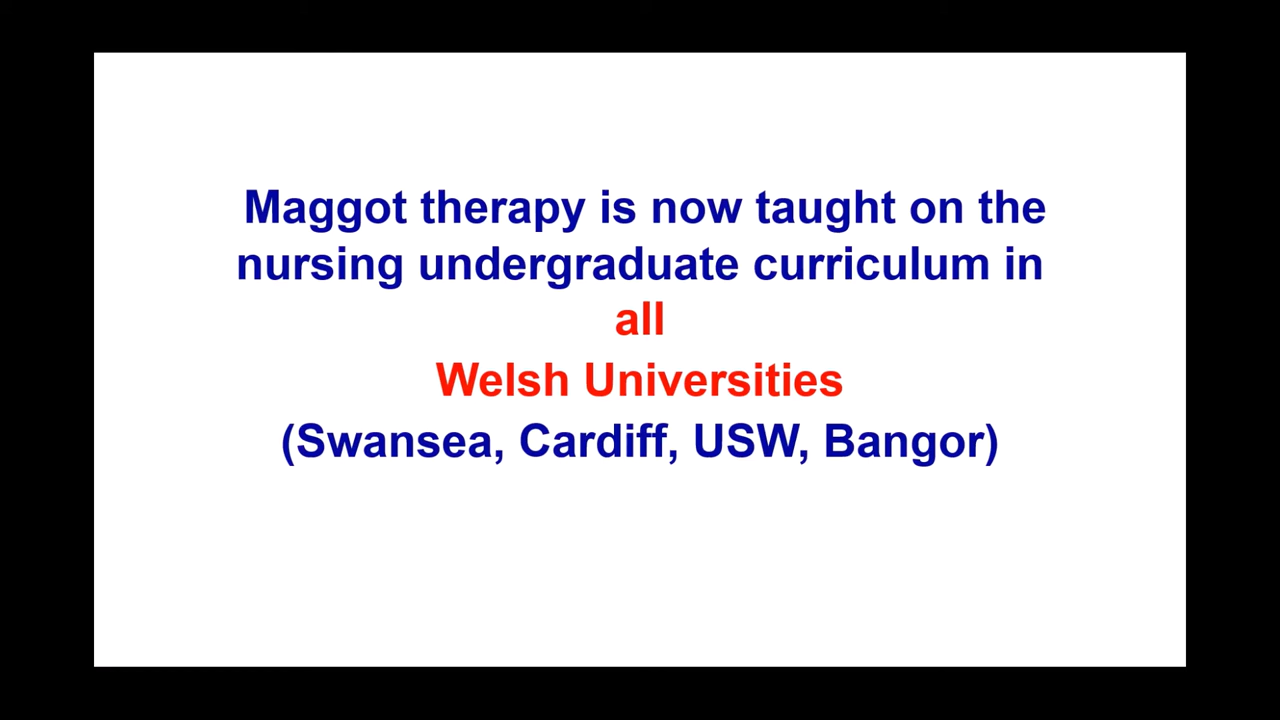 Maggot therapy is now taught on the
nursing undergraduate curriculum in
all
Welsh Universities
(Swansea, Cardiff, USW, Bangor)